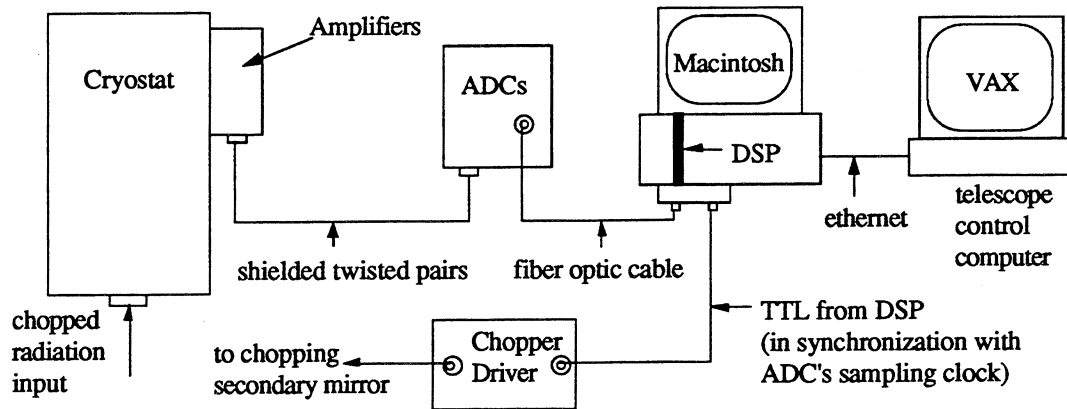 Amplifiers
Cryostat
ADCs
Macintosh
VAX
DSP
ethernet
telescope
control
computer
shielded twisted pairs
fiber optic cable
chopped
radiation
input
to chopping
secondary mirror
Chopper
Driver
TTL from DSP
(in synchronization with
ADC's sampling clock)